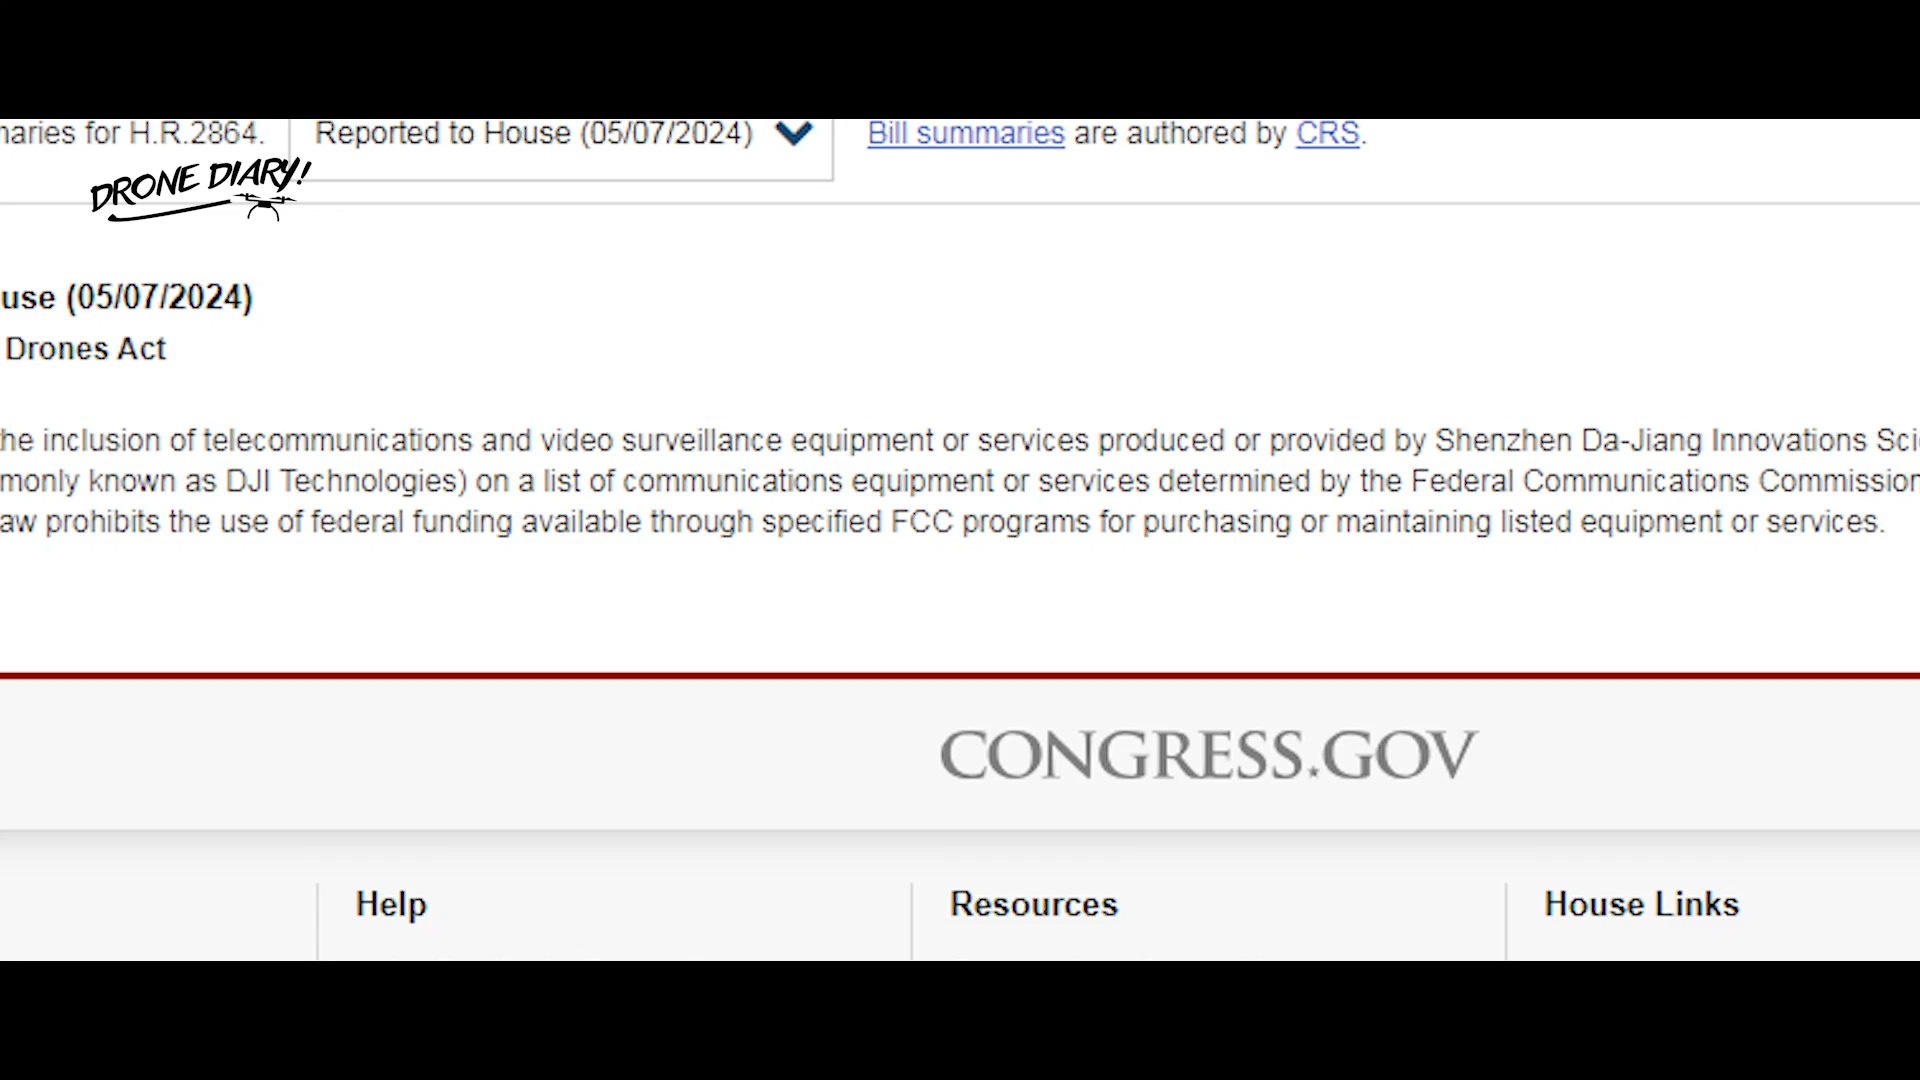 naries for H.R.2864.
Reported to House (05/07/2024)
Bill summaries are authored by CRS.
DRONE DIARY!
use (05/07/2024)
Drones Act
he inclusion of telecommunications and video surveillance equipment or services produced or provided by Shenzhen Da-Jiang Innovations Sci
monly known as DJI Technologies) on a list of communications equipment or services determined by the Federal Communications Commission
aw prohibits the use of federal funding available through specified FCC programs for purchasing or maintaining listed equipment or services.
CONGRESS.GOV
Help
Resources
House Links